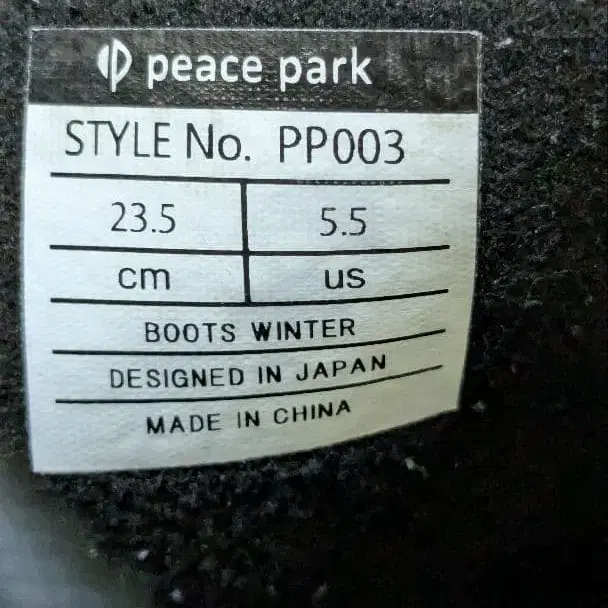 peace park
STYLE No. PP003
23.5 5.5
cm us
BOOTS WINTER
DESIGNED IN JAPAN
MADE IN CHINA